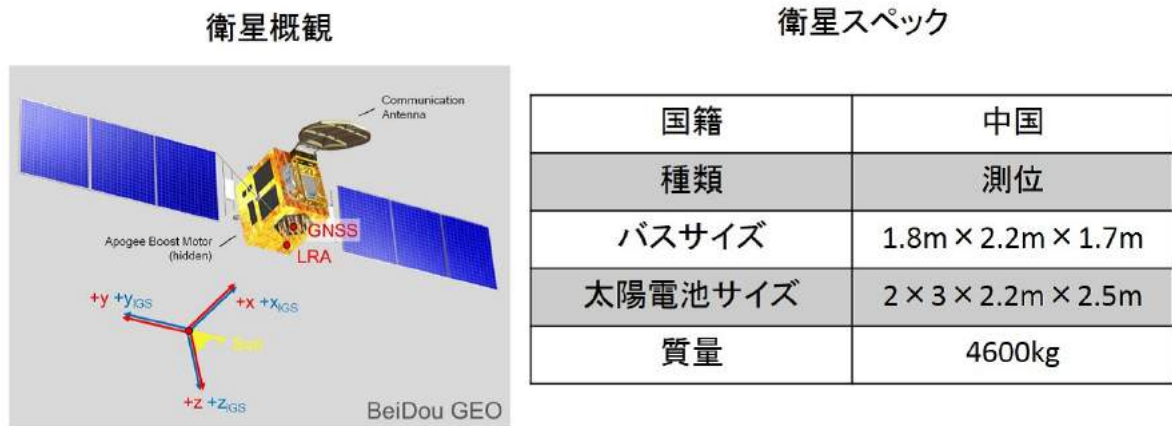 衛星概観
衛星スペック
Communication
Antenna
GNSS
LRA
Apogee Boost Motor
(hidden)
+y +yIGS
+x +xIGS
Sun
+z +zIGS
BeiDou GEO
国籍 中国
種類 測位
バスサイズ 1.8m×2.2m×1.7m
太陽電池サイズ 2×3×2.2m×2.5m
質量 4600kg